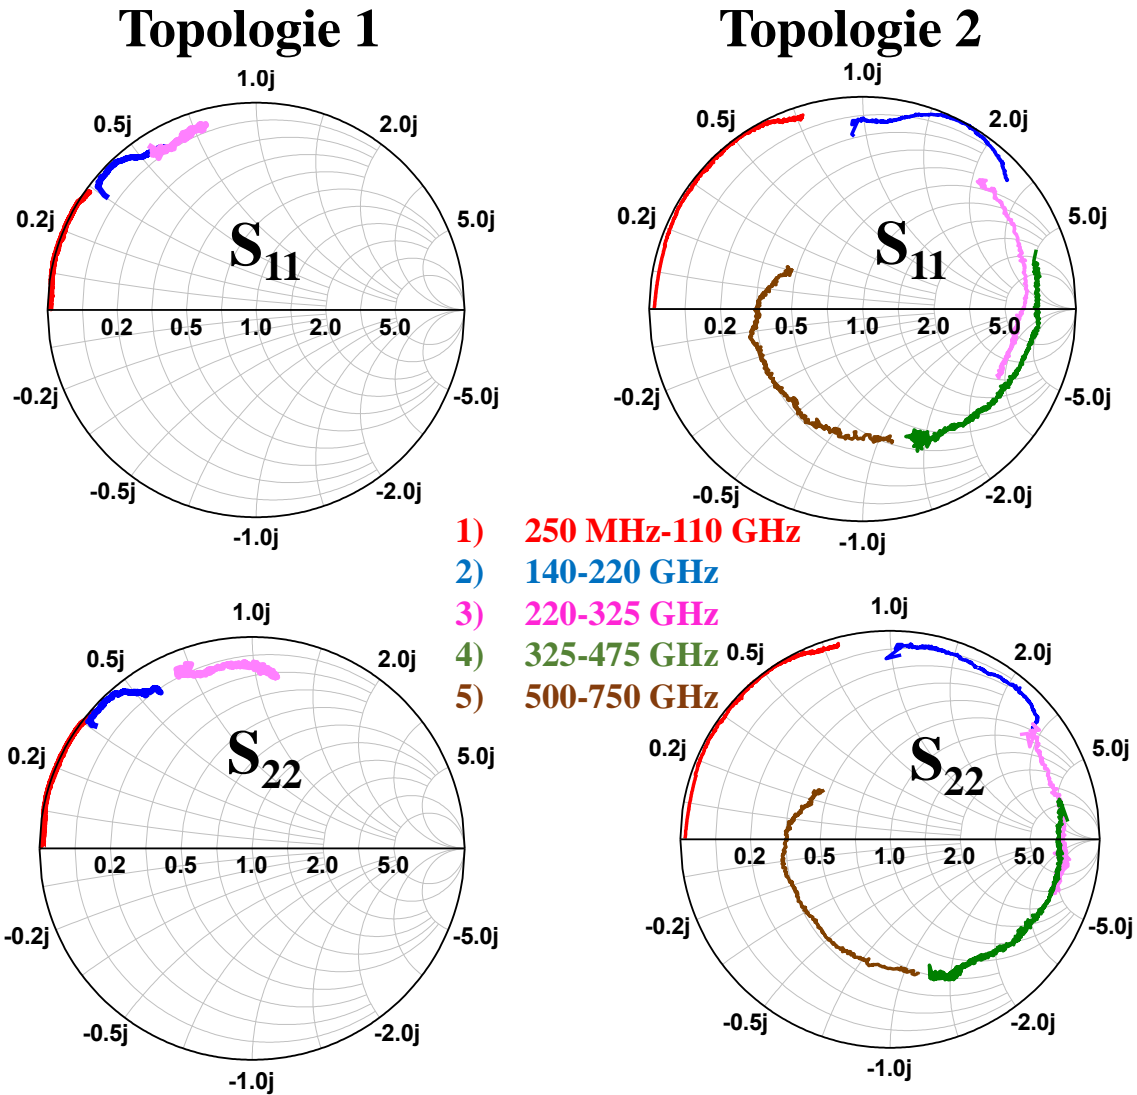 Topologie 1
1.0j
0.5j
2.0j
0.2j
5.0j
S11
0.2 0.5 1.0 2.0 5.0
-0.2j
-5.0j
-0.5j
-2.0j
-1.0j
Topologie 2
1.0j
0.5j
2.0j
0.2j
5.0j
S11
0.2 0.5 1.0 2.0 5.0
-0.2j
-5.0j
-0.5j
-2.0j
-1.0j
1) 250 MHz-110 GHz
2) 140-220 GHz
3) 220-325 GHz
4) 325-475 GHz
5) 500-750 GHz
1.0j
0.5j
2.0j
0.2j
5.0j
S22
0.2 0.5 1.0 2.0 5.0
-0.2j
-5.0j
-0.5j
-2.0j
-1.0j
1.0j
0.5j
2.0j
0.2j
5.0j
S22
0.2 0.5 1.0 2.0 5.0
-0.2j
-5.0j
-0.5j
-2.0j
-1.0j